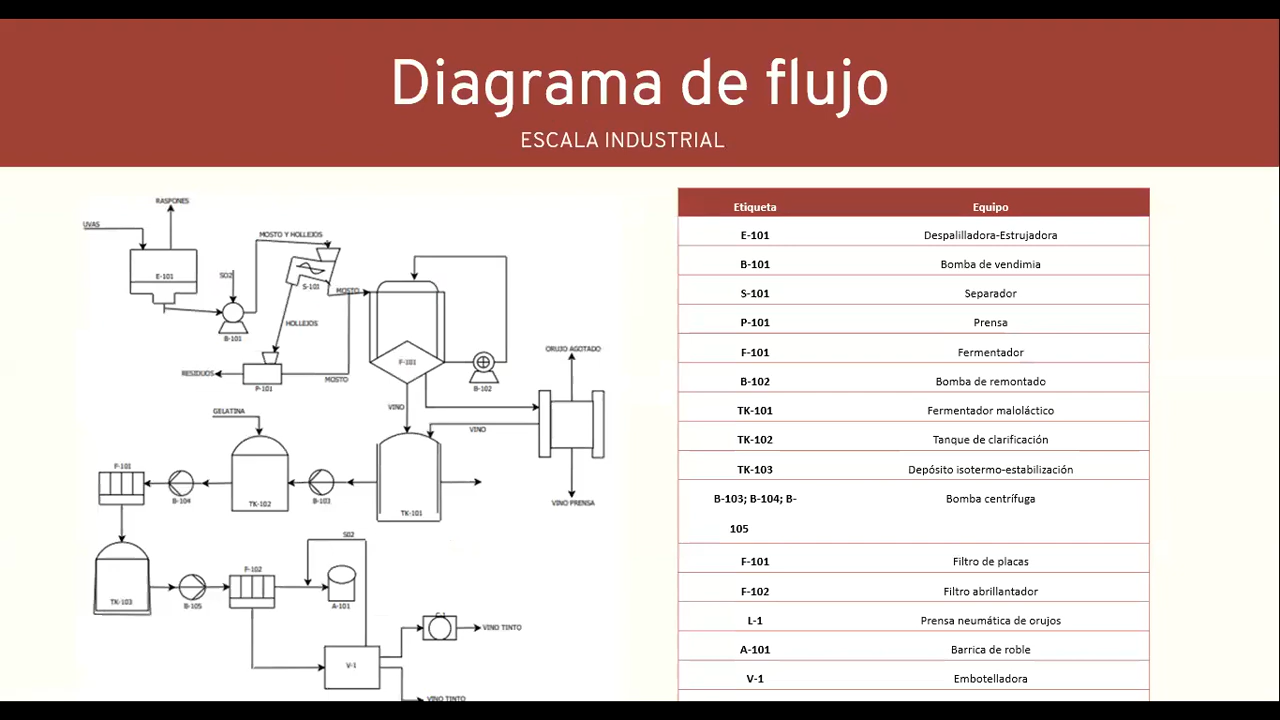 Diagrama de flujo
ESCALA INDUSTRIAL
RASPONES
UVAS
MOSTO Y HOLLEJOS
E-101
SO2
S-101
MOSTO
B-101
HOLLEJOS
RESIDUOS
P-101
MOSTO
F-101
B-102
ORUJO AGOTADO
VINO
VINO
GELATINA
F-101
B-104
TK-102
B-103
TK-101
VINO PRENSA
S02
TK-103
B-105
F-102
A-101
VINO TINTO
V-1
VINO TINTO
Etiqueta Equipo
E-101 Despalilladora-Estrujadora
B-101 Bomba de vendimia
S-101 Separador
P-101 Prensa
F-101 Fermentador
B-102 Bomba de remontado
TK-101 Fermentador maloláctico
TK-102 Tanque de clarificación
TK-103 Depósito isotermo-estabilización
B-103; B-104; B- Bomba centrífuga
105
F-101 Filtro de placas
F-102 Filtro abrillantador
L-1 Prensa neumática de orujos
A-101 Barrica de roble
V-1 Embotelladora